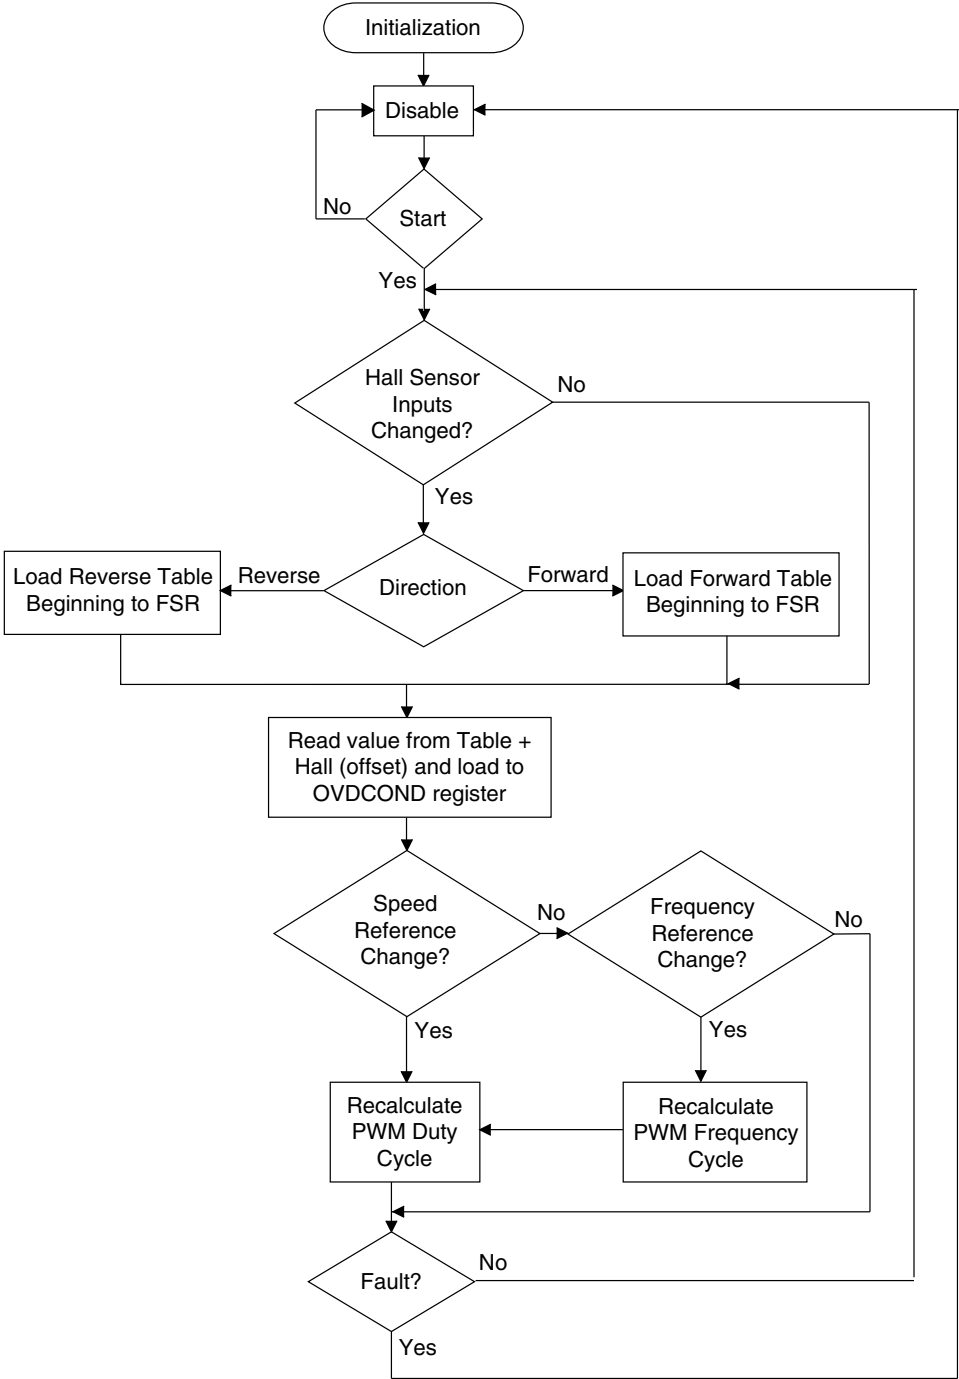 Initialization
Disable
No
Start
Yes
Hall Sensor
Inputs
Changed?
No
Yes
Load Reverse Table
Beginning to FSR
Reverse
Direction
Forward
Load Forward Table
Beginning to FSR
Read value from Table +
Hall (offset) and load to
OVDCOND register
Speed
Reference
Change?
No
Frequency
Reference
Change?
No
Yes
Yes
Recalculate
PWM Duty
Cycle
Recalculate
PWM Frequency
Cycle
Fault?
No
Yes